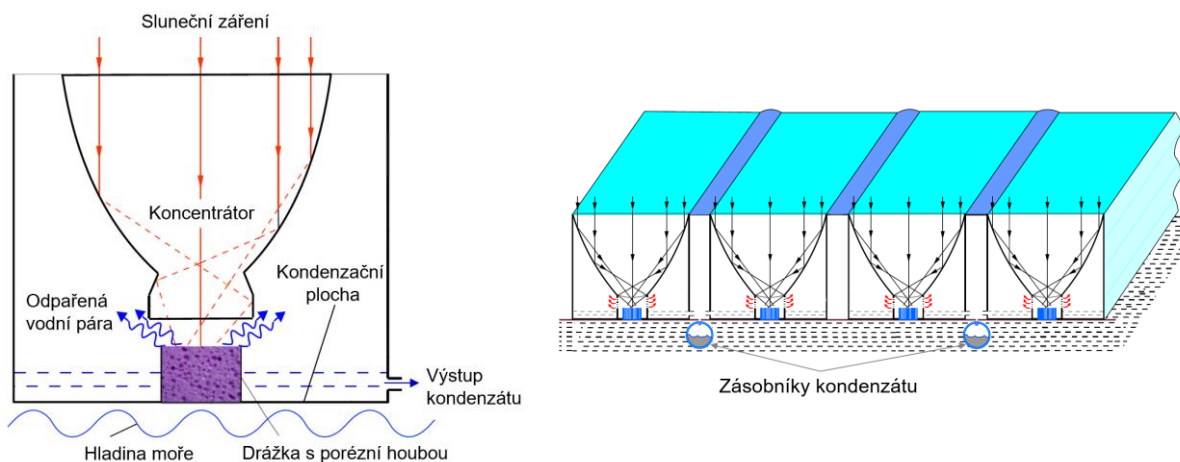 Sluneční záření
Koncentrátor
Kondenzační
plocha
Odpařená
vodní pára
Výstup
kondenzátu
Hladina moře
Drážka s porézní houbou
Zásobníky kondenzátu